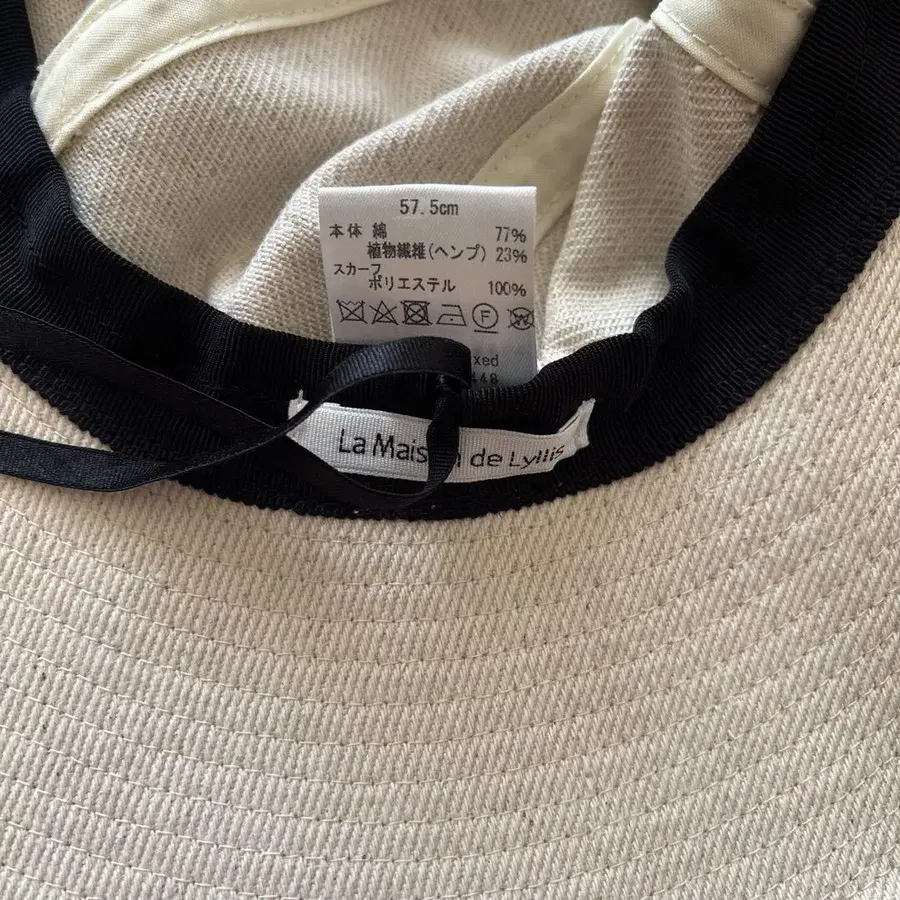 57.5cm
本体 綿 77%
植物繊維(ヘンプ) 23%
スカーフ
ポリエステル 100%
F
W
La Maison de Lyllis